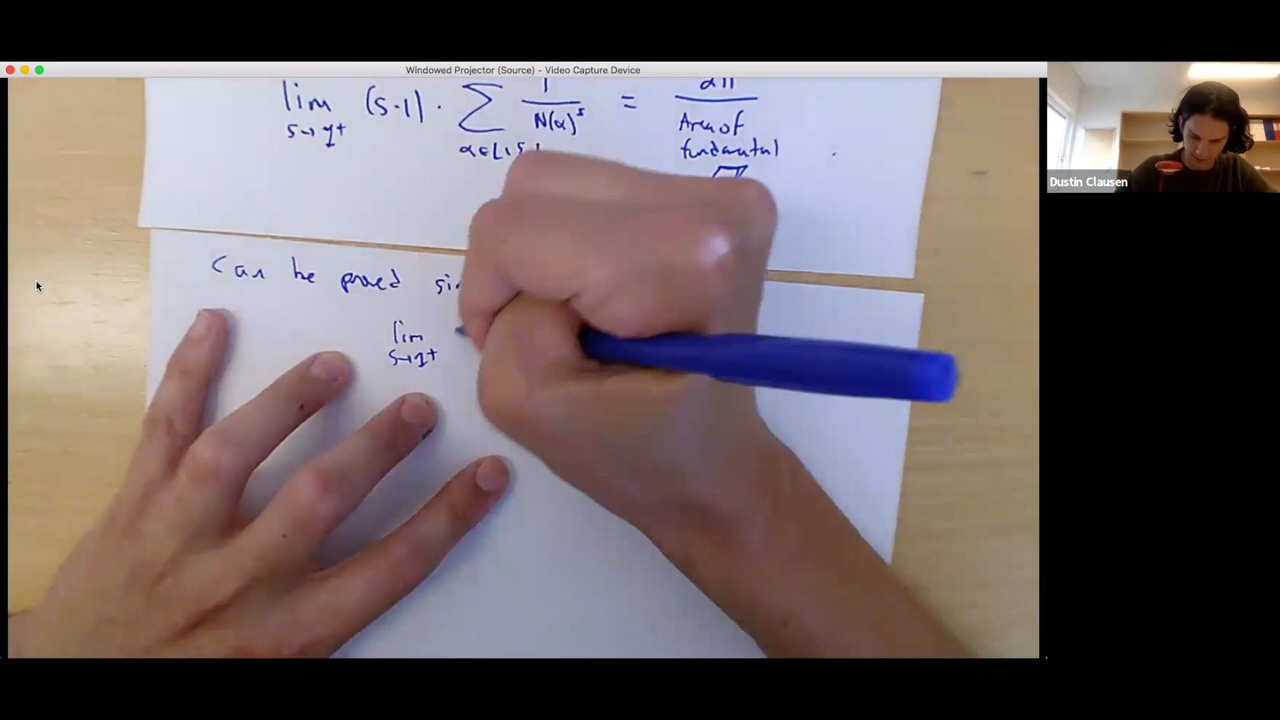 Windowed Projector (Source) - Video Capture Device
lim (s-1) · ∑ 1/N(α)^s = 2π/Area of fundamental
s→1+ α∈L\{
Can be proved
lim
s→1+
Dustin Clausen